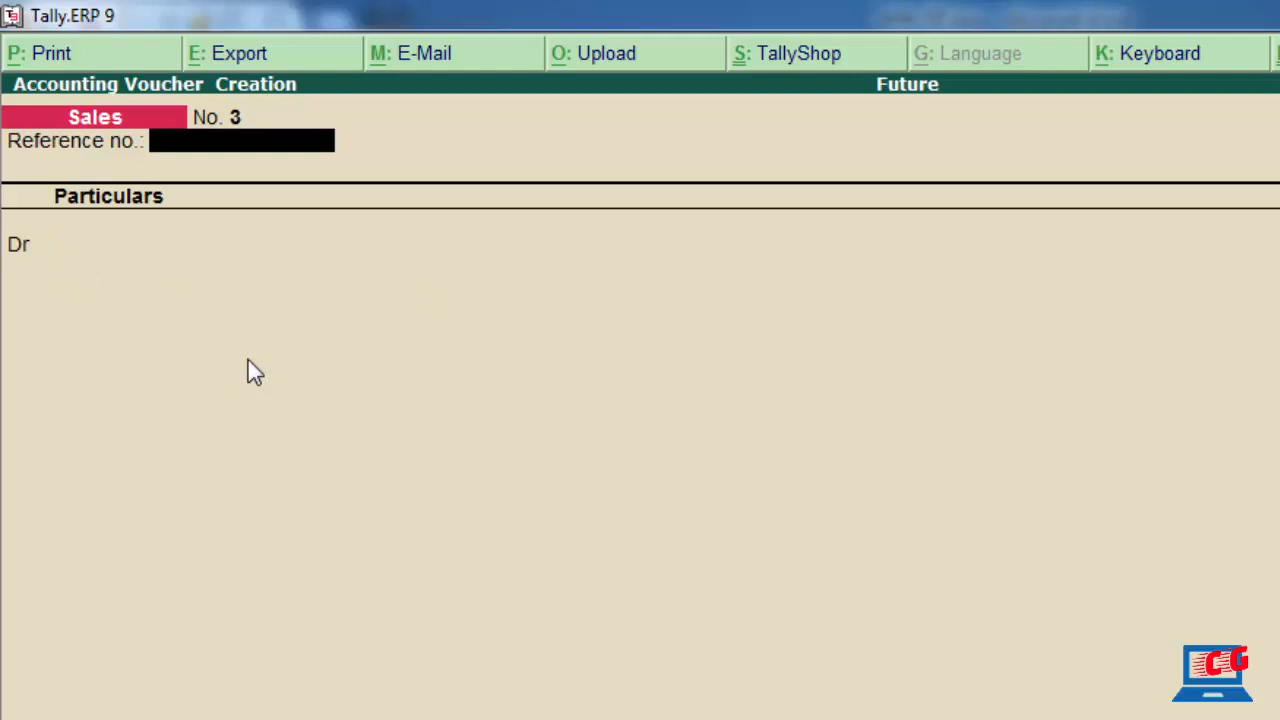 Tally.ERP 9
P: Print E: Export M: E-Mail O: Upload S: TallyShop G: Language K: Keyboard
Accounting Voucher Creation Future
Sales No. 3
Reference no.:
Particulars
Dr
CG